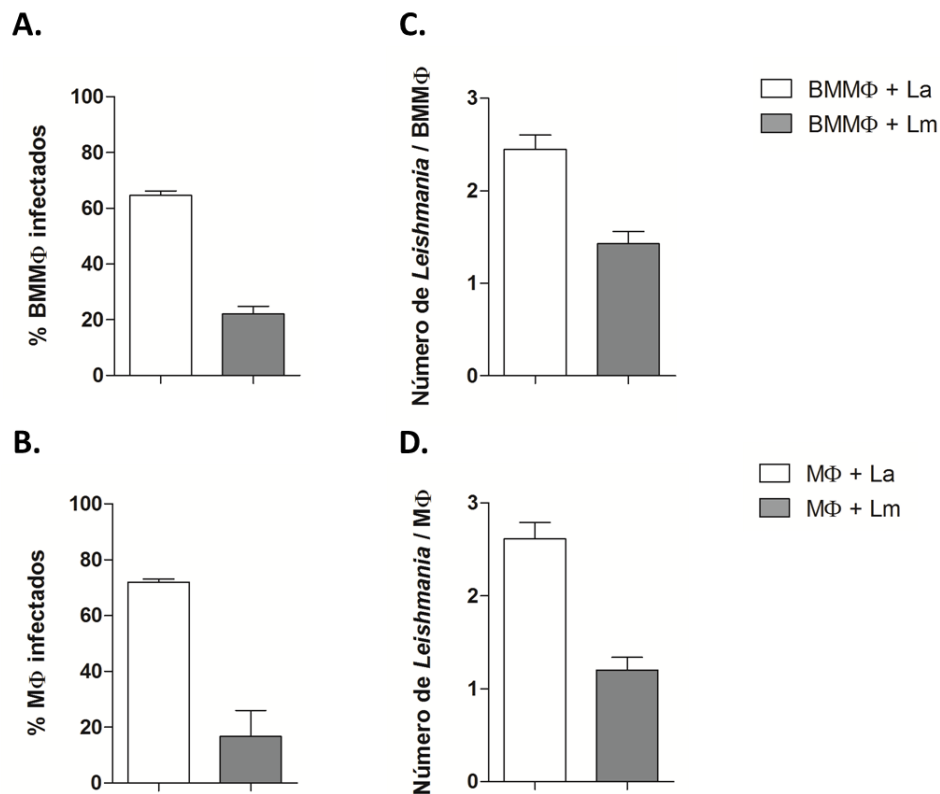 A.
% BMMΦ infectados
100
80
60
40
20
0
C.
Número de Leishmania / BMMΦ
3
2
1
0
BMMΦ + La
BMMΦ + Lm
B.
% MΦ infectados
100
80
60
40
20
0
D.
Número de Leishmania / MΦ
3
2
1
0
MΦ + La
MΦ + Lm